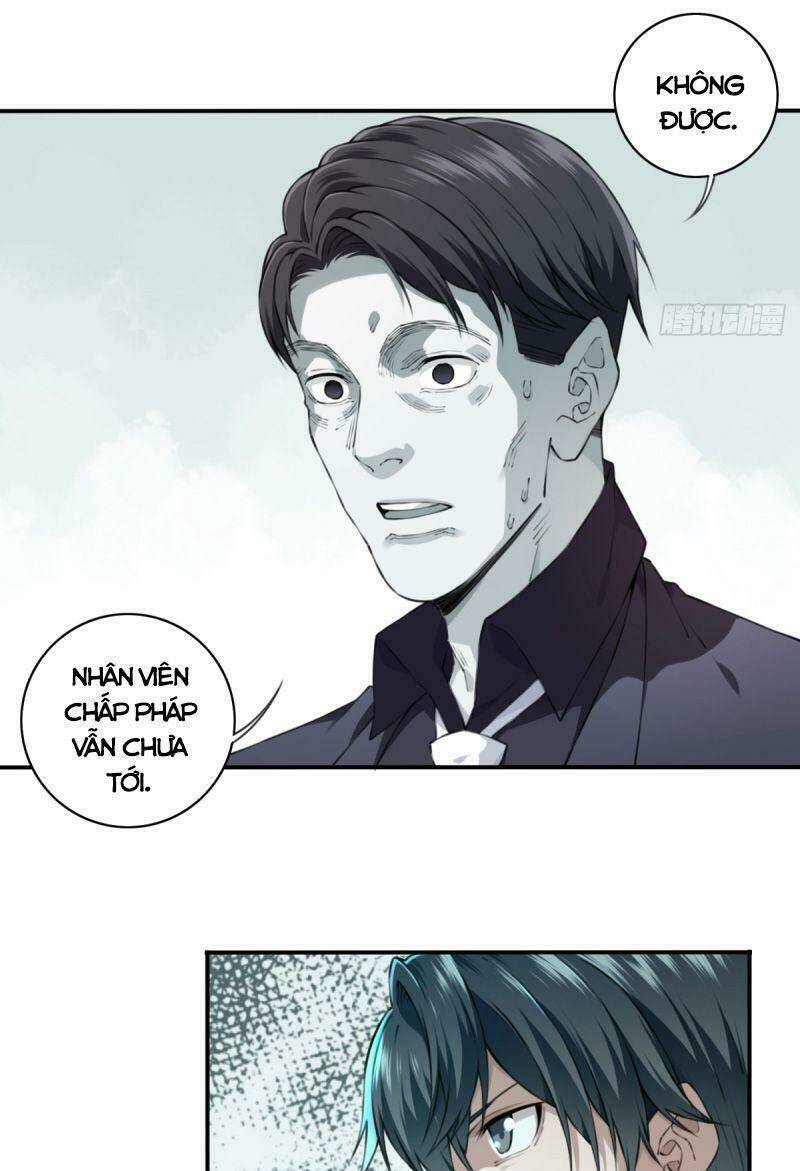 KHÔNG
ĐƯỢC.
腾讯动漫
NHÂN VIÊN
CHẤP PHÁP
VẪN CHƯA
TỚI.